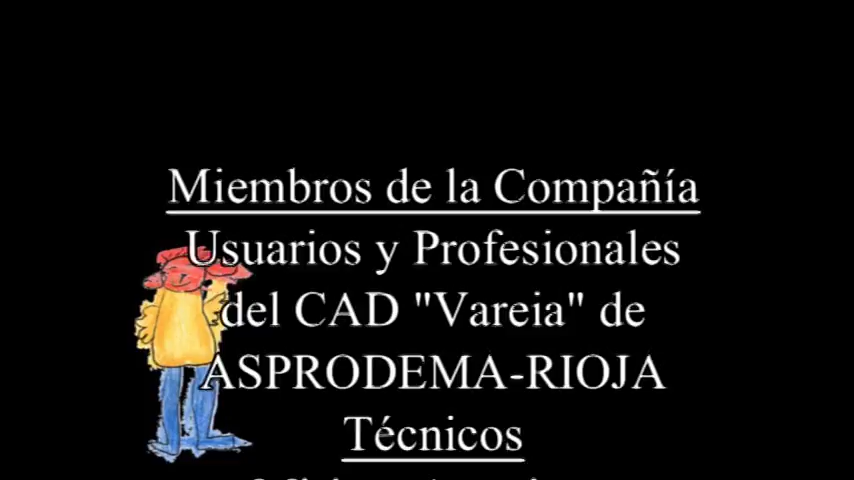 Miembros de la Compañía
Usuarios y Profesionales
del CAD "Vareia" de
ASPRODEMA-RIOJA
Técnicos